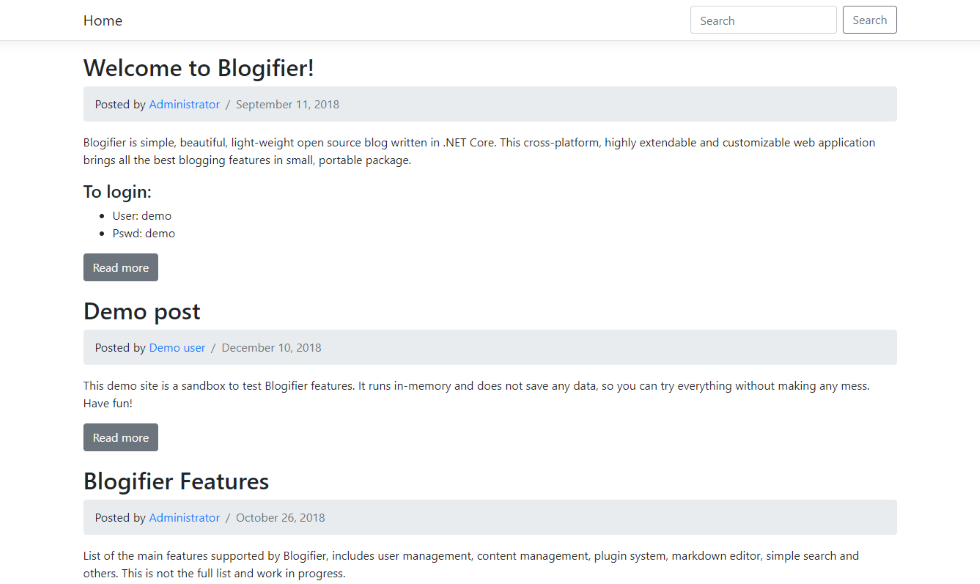 Home
Search
Search
Welcome to Blogifier!
Posted by Administrator / September 11, 2018
Blogifier is simple, beautiful, light-weight open source blog written in .NET Core. This cross-platform, highly extendable and customizable web application
brings all the best blogging features in small, portable package.
To login:
• User: demo
• Pswd: demo
Read more
Demo post
Posted by Demo user / December 10, 2018
This demo site is a sandbox to test Blogifier features. It runs in-memory and does not save any data, so you can try everything without making any mess.
Have fun!
Read more
Blogifier Features
Posted by Administrator / October 26, 2018
List of the main features supported by Blogifier, includes user management, content management, plugin system, markdown editor, simple search and
others. This is not the full list and work in progress.